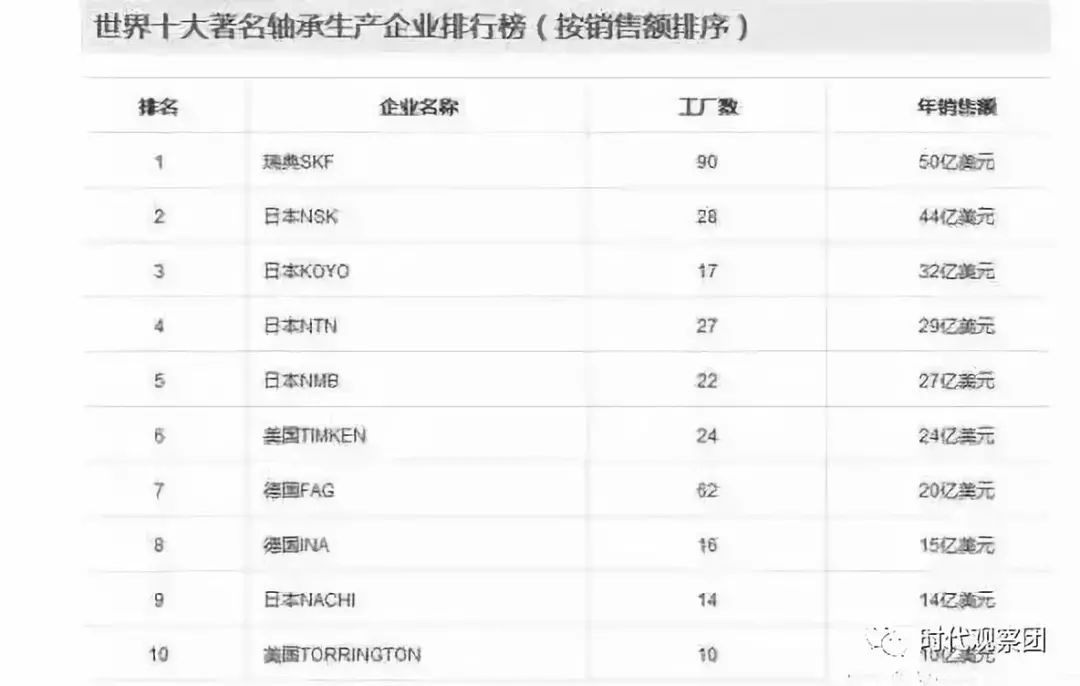 世界十大著名轴承生产企业排行榜（按销售额排序）
排名 企业名称 工厂数 年销售额
1 瑞典SKF 90 50亿美元
2 日本NSK 28 44亿美元
3 日本KOYO 17 32亿美元
4 日本NTN 27 29亿美元
5 日本NMB 22 27亿美元
6 美国TIMKEN 24 24亿美元
7 德国FAG 62 20亿美元
8 德国INA 16 15亿美元
9 日本NACHI 14 14亿美元
10 美国TORRINGTON 10 10亿美元
时代观察团